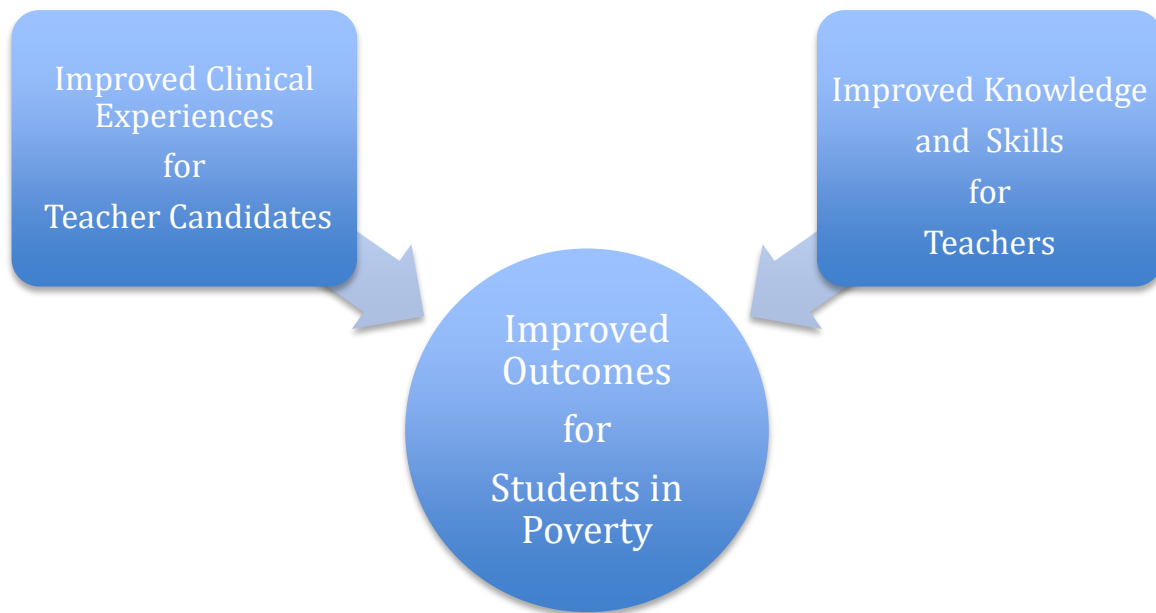 Improved Clinical
Experiences
for
Teacher Candidates
Improved Knowledge
and Skills
for
Teachers
Improved
Outcomes
for
Students in
Poverty